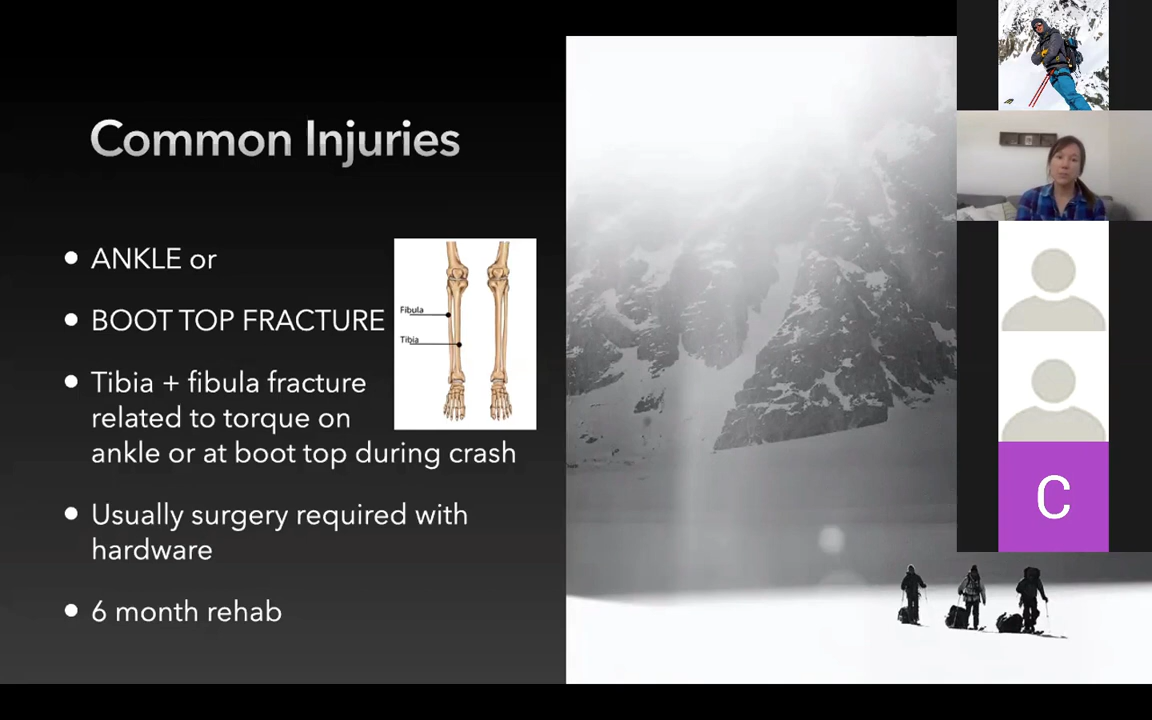 Common Injuries
ANKLE or
BOOT TOP FRACTURE
Fibula
Tibia
Tibia + fibula fracture
related to torque on
ankle or at boot top during crash
Usually surgery required with
hardware
6 month rehab
C